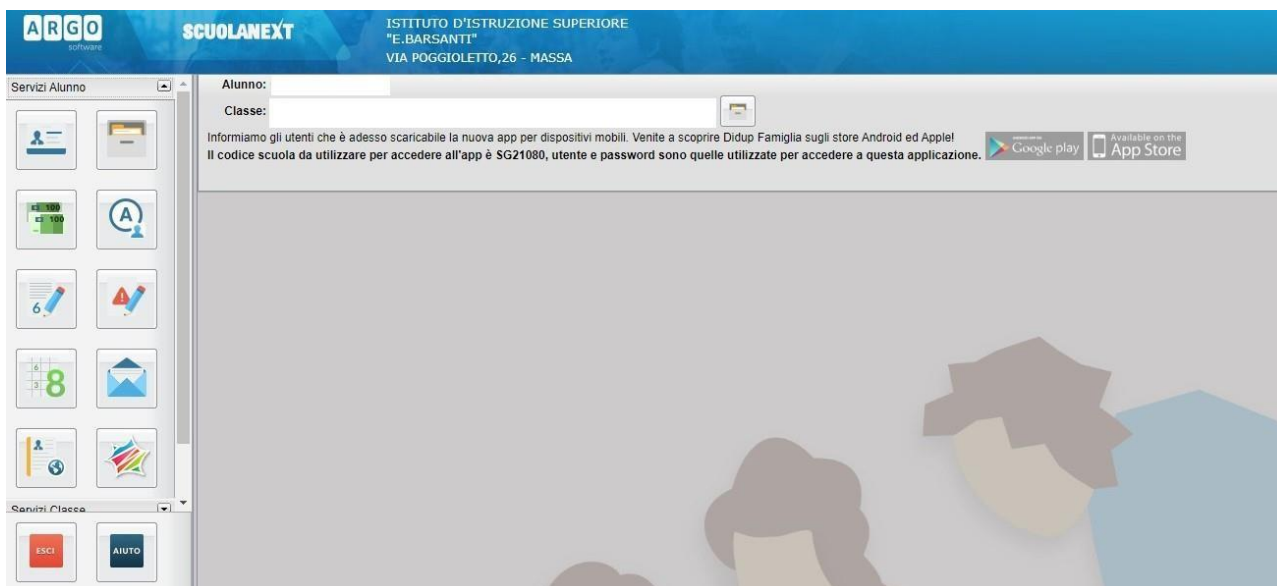 ARGO
software
SCUOLANEXT
ISTITUTO D'ISTRUZIONE SUPERIORE
"E.BARSANTI"
VIA POGGIOLETTO,26 - MASSA
Servizi Alunno
Alunno:
Classe:
Informiamo gli utenti che è adesso scaricabile la nuova app per dispositivi mobili. Venite a scoprire Didup Famiglia sugli store Android ed Apple!
Il codice scuola da utilizzare per accedere all'app è SG21080, utente e password sono quelle utilizzate per accedere a questa applicazione.
Google play
Available on the
App Store
100
100
A
6
6
3
8
Servizi Classe
ESCI
AIUTO